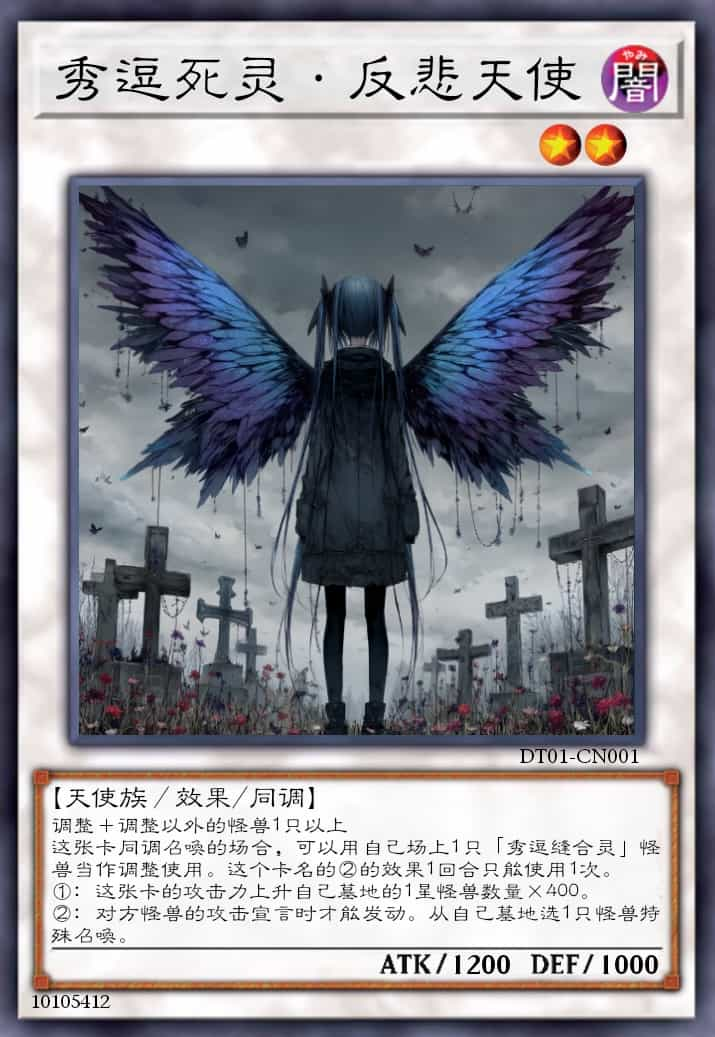 秀逗死灵·反悲天使
やみ
闇
DT01-CN001
【天使族/效果/同调】
调整＋调整以外的怪兽1只以上
这张卡同调召唤的场合，可以用自己场上1只「秀逗缝合灵」怪
兽当作调整使用。这个卡名的②的效果1回合只能使用1次。
①：这张卡的攻击力上升自己墓地的1星怪兽数量×400。
②：对方怪兽的攻击宣言时才能发动。从自己墓地选1只怪兽特
殊召唤。
ATK/1200 DEF/1000
10105412